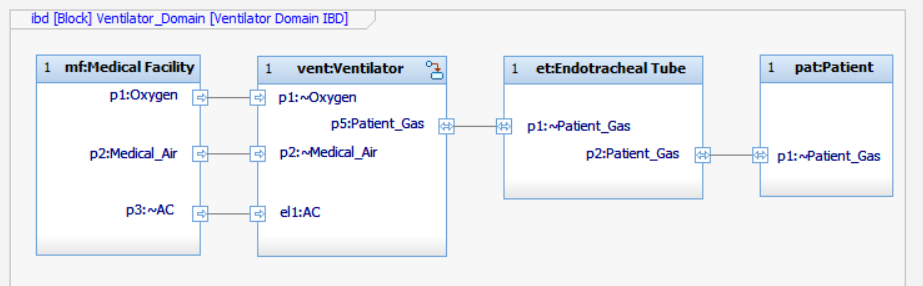 ibd [Block] Ventilator_Domain [Ventilator Domain IBD]
1 mf:Medical Facility
p1:Oxygen
p2:Medical_Air
p3:~AC
1 vent:Ventilator
p1:~Oxygen
p5:Patient_Gas
p2:~Medical_Air
el1:AC
1 et:Endotracheal Tube
p1:~Patient_Gas
p2:Patient_Gas
1 pat:Patient
p1:~Patient_Gas